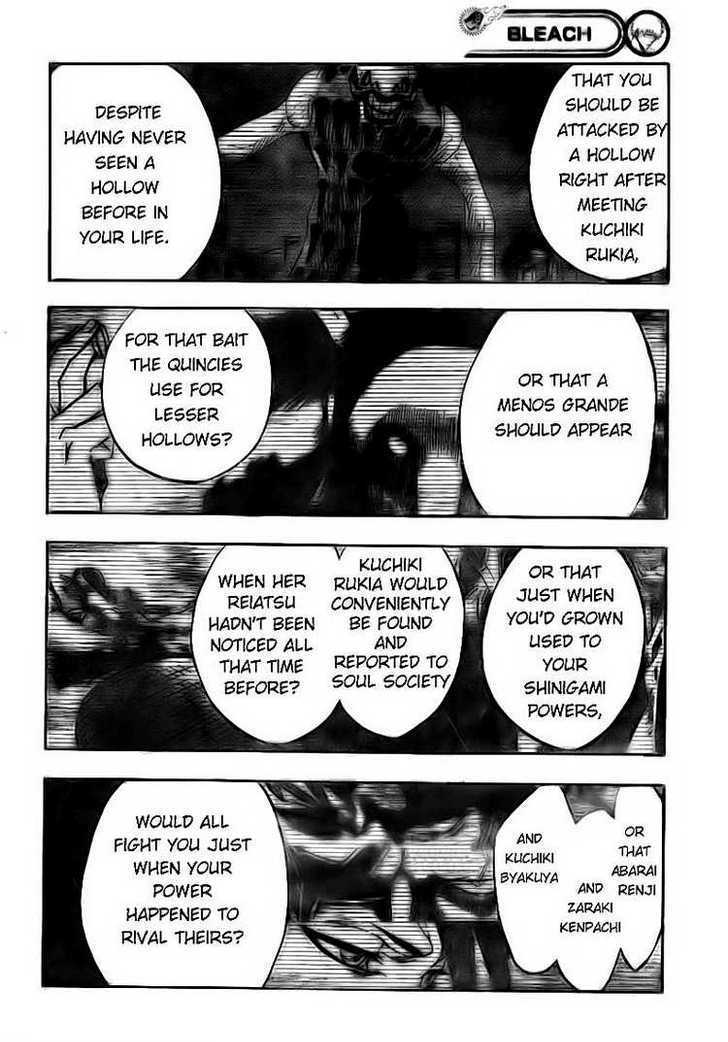 BLEACH
THAT YOU
SHOULD BE
ATTACKED BY
A HOLLOW
RIGHT AFTER
MEETING
KUCHIKI
RUKIA,
DESPITE
HAVING NEVER
SEEN A
HOLLOW
BEFORE IN
YOUR LIFE.
OR THAT A
MENOS GRANDE
SHOULD APPEAR
FOR THAT BAIT
THE QUINCIES
USE FOR
LESSER
HOLLOWS?
OR THAT
JUST WHEN
YOU'D GROWN
USED TO
YOUR
SHINIGAMI
POWERS,
KUCHIKI
RUKIA WOULD
CONVENIENTLY
BE FOUND
AND
REPORTED TO
SOUL SOCIETY
WHEN HER
REIATSU
HADN'T BEEN
NOTICED ALL
THAT TIME
BEFORE?
OR
THAT
ABARAI
RENJI
AND
ZARAKI
KENPACHI
AND
KUCHIKI
BYAKUYA
WOULD ALL
FIGHT YOU JUST
WHEN YOUR
POWER
HAPPENED TO
RIVAL THEIRS?